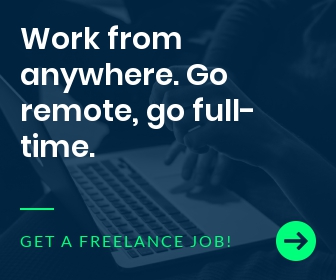 Work from
anywhere. Go
remote, go full-
time.
GET A FREELANCE JOB!